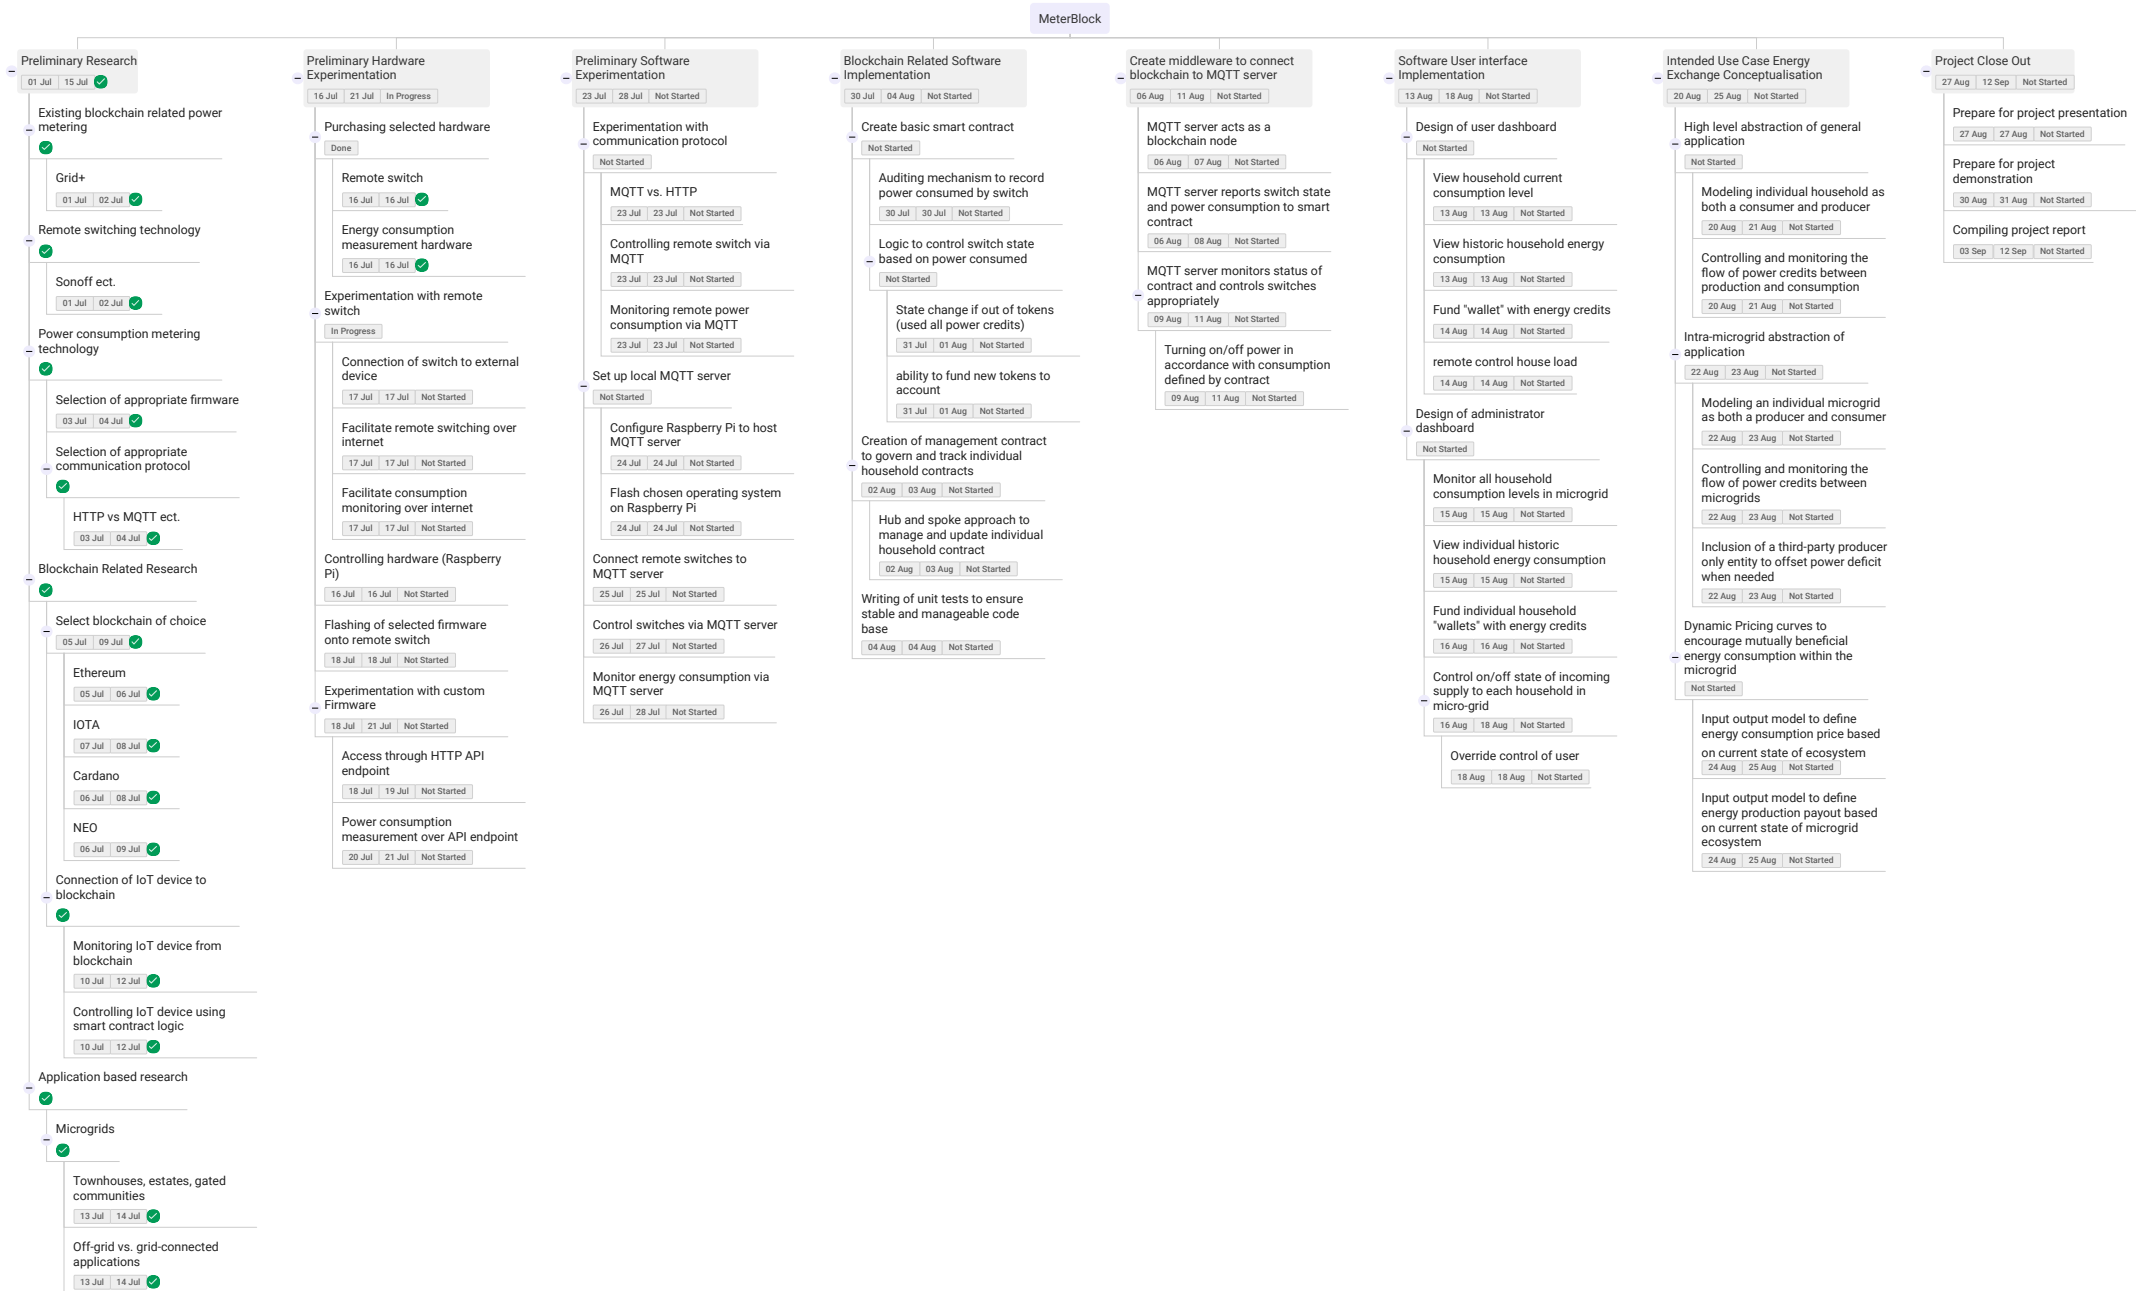 MeterBlock
Preliminary Research
01 Jul 15 Jul
Existing blockchain related power
metering
Grid+
01 Jul 02 Jul
Remote switching technology
Sonoff ect.
01 Jul 02 Jul
Power consumption metering
technology
Selection of appropriate firmware
03 Jul 04 Jul
Selection of appropriate
communication protocol
HTTP vs MQTT ect.
03 Jul 04 Jul
Blockchain Related Research
Select blockchain of choice
05 Jul 09 Jul
Ethereum
05 Jul 06 Jul
IOTA
07 Jul 08 Jul
Cardano
06 Jul 08 Jul
NEO
06 Jul 09 Jul
Connection of IoT device to
blockchain
Monitoring IoT device from
blockchain
10 Jul 12 Jul
Controlling IoT device using
smart contract logic
10 Jul 12 Jul
Application based research
Microgrids
Townhouses, estates, gated
communities
13 Jul 14 Jul
Off-grid vs. grid-connected
applications
13 Jul 14 Jul
Preliminary Hardware
Experimentation
16 Jul 21 Jul In Progress
Purchasing selected hardware
Done
Remote switch
16 Jul 16 Jul
Energy consumption
measurement hardware
16 Jul 16 Jul
Experimentation with remote
switch
In Progress
Connection of switch to external
device
17 Jul 17 Jul Not Started
Facilitate remote switching over
internet
17 Jul 17 Jul Not Started
Facilitate consumption
monitoring over internet
17 Jul 17 Jul Not Started
Controlling hardware (Raspberry
Pi)
16 Jul 16 Jul Not Started
Flashing of selected firmware
onto remote switch
18 Jul 18 Jul Not Started
Experimentation with custom
Firmware
18 Jul 21 Jul Not Started
Access through HTTP API
endpoint
18 Jul 19 Jul Not Started
Power consumption
measurement over API endpoint
20 Jul 21 Jul Not Started
Preliminary Software
Experimentation
23 Jul 28 Jul Not Started
Experimentation with
communication protocol
Not Started
MQTT vs. HTTP
23 Jul 23 Jul Not Started
Controlling remote switch via
MQTT
23 Jul 23 Jul Not Started
Monitoring remote power
consumption via MQTT
23 Jul 23 Jul Not Started
Set up local MQTT server
Not Started
Configure Raspberry Pi to host
MQTT server
24 Jul 24 Jul Not Started
Flash chosen operating system
on Raspberry Pi
24 Jul 24 Jul Not Started
Connect remote switches to
MQTT server
25 Jul 25 Jul Not Started
Control switches via MQTT server
26 Jul 27 Jul Not Started
Monitor energy consumption via
MQTT server
26 Jul 28 Jul Not Started
Blockchain Related Software
Implementation
30 Jul 04 Aug Not Started
Create basic smart contract
Not Started
Auditing mechanism to record
power consumed by switch
30 Jul 30 Jul Not Started
Logic to control switch state
based on power consumed
Not Started
State change if out of tokens
(used all power credits)
31 Jul 01 Aug Not Started
ability to fund new tokens to
account
31 Jul 01 Aug Not Started
Creation of management contract
to govern and track individual
household contracts
02 Aug 03 Aug Not Started
Hub and spoke approach to
manage and update individual
household contract
02 Aug 03 Aug Not Started
Writing of unit tests to ensure
stable and manageable code
base
04 Aug 04 Aug Not Started
Create middleware to connect
blockchain to MQTT server
06 Aug 11 Aug Not Started
MQTT server acts as a
blockchain node
06 Aug 07 Aug Not Started
MQTT server reports switch state
and power consumption to smart
contract
06 Aug 08 Aug Not Started
MQTT server monitors status of
contract and controls switches
appropriately
09 Aug 11 Aug Not Started
Turning on/off power in
accordance with consumption
defined by contract
09 Aug 11 Aug Not Started
Software User interface
Implementation
13 Aug 18 Aug Not Started
Design of user dashboard
Not Started
View household current
consumption level
13 Aug 13 Aug Not Started
View historic household energy
consumption
13 Aug 13 Aug Not Started
Fund "wallet" with energy credits
14 Aug 14 Aug Not Started
remote control house load
14 Aug 14 Aug Not Started
Design of administrator
dashboard
Not Started
Monitor all household
consumption levels in microgrid
15 Aug 15 Aug Not Started
View individual historic
household energy consumption
15 Aug 15 Aug Not Started
Fund individual household
"wallets" with energy credits
16 Aug 16 Aug Not Started
Control on/off state of incoming
supply to each household in
micro-grid
16 Aug 18 Aug Not Started
Override control of user
18 Aug 18 Aug Not Started
Intended Use Case Energy
Exchange Conceptualisation
20 Aug 25 Aug Not Started
High level abstraction of general
application
Not Started
Modeling individual household as
both a consumer and producer
20 Aug 21 Aug Not Started
Controlling and monitoring the
flow of power credits between
production and consumption
20 Aug 21 Aug Not Started
Intra-microgrid abstraction of
application
22 Aug 23 Aug Not Started
Modeling an individual microgrid
as both a producer and consumer
22 Aug 23 Aug Not Started
Controlling and monitoring the
flow of power credits between
microgrids
22 Aug 23 Aug Not Started
Inclusion of a third-party producer
only entity to offset power deficit
when needed
22 Aug 23 Aug Not Started
Dynamic Pricing curves to
encourage mutually beneficial
energy consumption within the
microgrid
Not Started
Input output model to define
energy consumption price based
on current state of ecosystem
24 Aug 25 Aug Not Started
Input output model to define
energy production payout based
on current state of microgrid
ecosystem
24 Aug 25 Aug Not Started
Project Close Out
27 Aug 12 Sep Not Started
Prepare for project presentation
27 Aug 27 Aug Not Started
Prepare for project
demonstration
30 Aug 31 Aug Not Started
Compiling project report
03 Sep 12 Sep Not Started